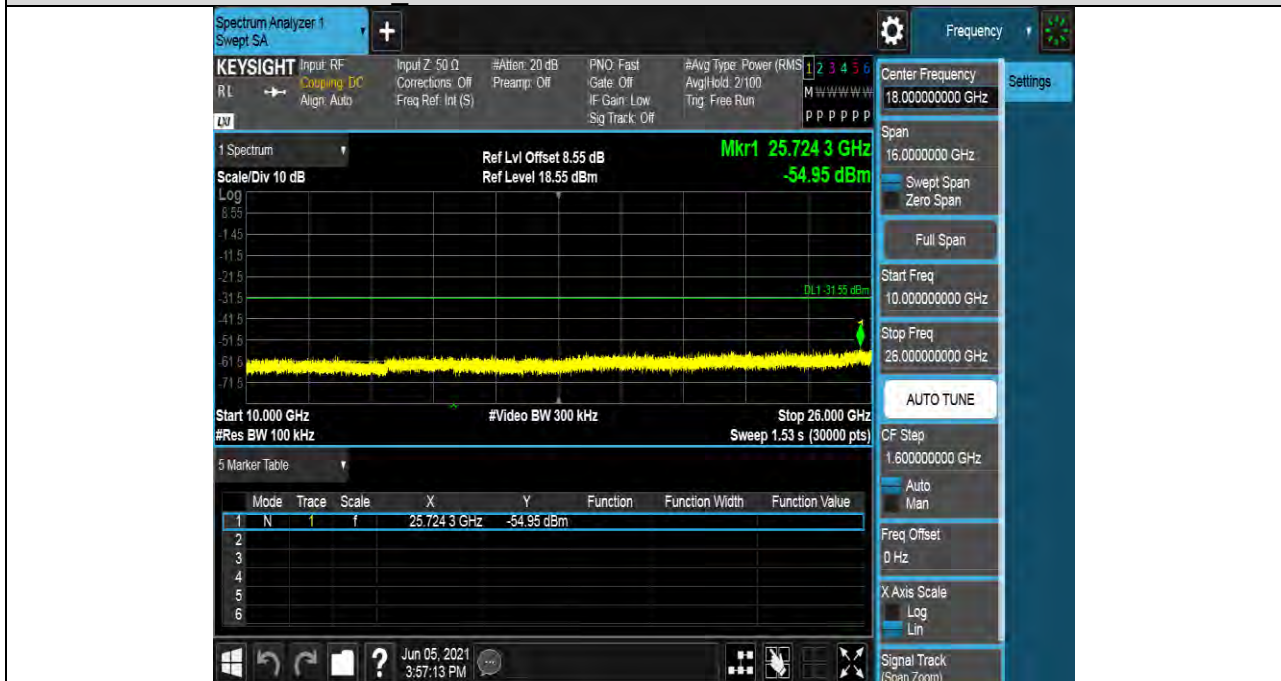 Spectrum Analyzer 1
Swept SA
+
Frequency
KEYSIGHT
RL
LXI
Input: RF
Coupling: DC
Align: Auto
Input Z: 50 Ω
Corrections: Off
Freq Ref: Int (S)
#Atten: 20 dB
Preamp: Off
PNO: Fast
Gate: Off
IF Gain: Low
Sig Track: Off
#Avg Type: Power (RMS
Avg|Hold: 2/100
Trig: Free Run
1 2 3 4 5 6
M W W W W W
P P P P P P
1 Spectrum
Scale/Div 10 dB
Ref Lvl Offset 8.55 dB
Ref Level 18.55 dBm
Mkr1 25.724 3 GHz
-54.95 dBm
Log
8.55
-1.45
-11.5
-21.5
-31.5
-41.5
-51.5
-61.5
-71.5
DL1 -31.55 dBm
1
Start 10.000 GHz
#Video BW 300 kHz
Stop 26.000 GHz
#Res BW 100 kHz
Sweep 1.53 s (30000 pts)
5 Marker Table
Mode Trace Scale X Y Function Function Width Function Value
1 N 1 f 25.724 3 GHz -54.95 dBm
2
3
4
5
6
?
Jun 05, 2021
3:57:13 PM
Center Frequency
18.000000000 GHz
Span
16.0000000 GHz
Swept Span
Zero Span
Full Span
Start Freq
10.000000000 GHz
Stop Freq
26.000000000 GHz
AUTO TUNE
CF Step
1.600000000 GHz
Auto
Man
Freq Offset
0 Hz
X Axis Scale
Log
Lin
Signal Track
(Span Zoom)
Settings